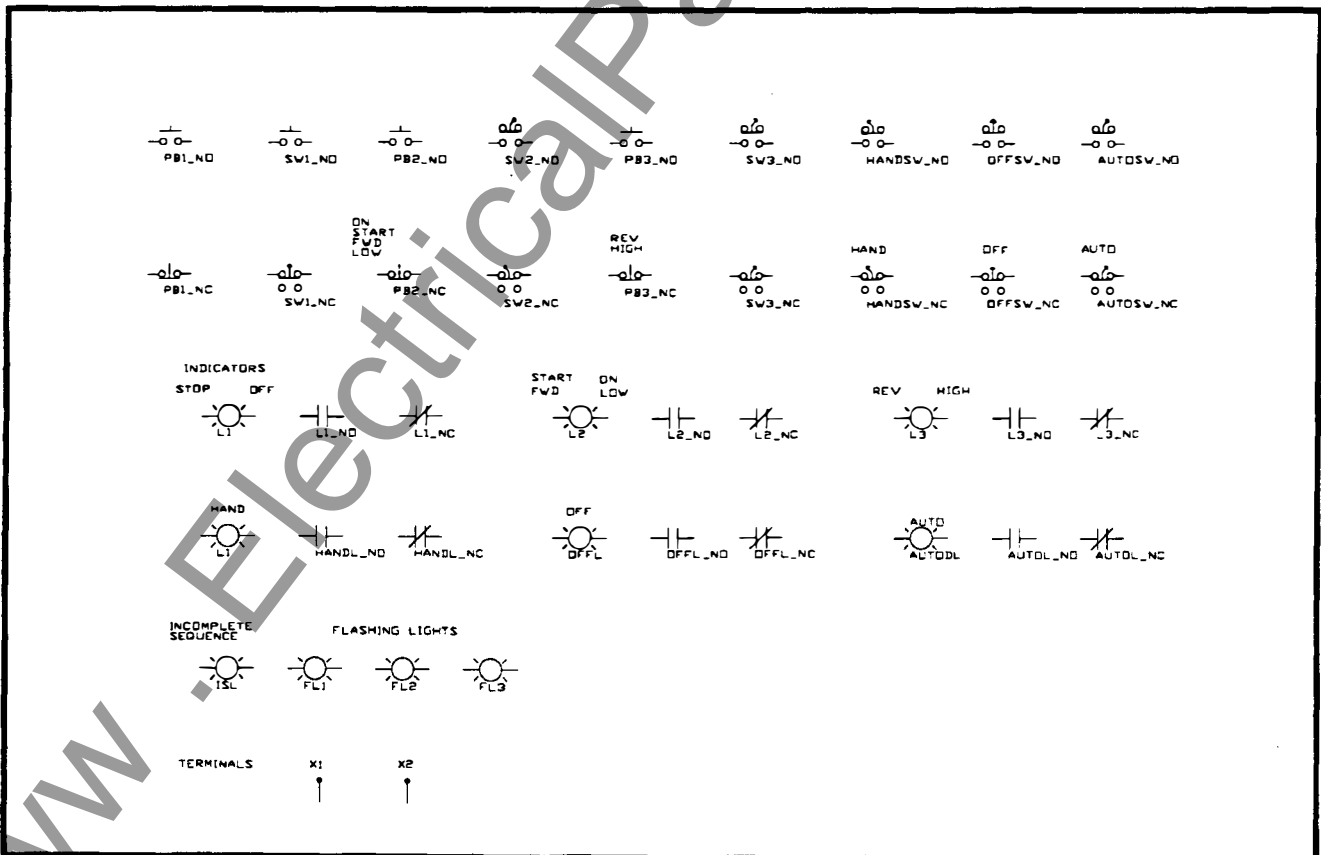 PB1_NO SW1_NO PB2_NO SW2_NO PB3_NO SW3_NO HANDSW_NO OFFSW_NO AUTOSW_NO
ON
START
FWD
LOW
REV
HIGH
HAND OFF AUTO
PB1_NC SW1_NC PB2_NC SW2_NC PB3_NC SW3_NC HANDSW_NC OFFSW_NC AUTOSW_NC
INDICATORS
STOP OFF
START ON
FWD LOW
REV HIGH
L1 L1_NO L1_NC L2 L2_NO L2_NC L3 L3_NO _3_NC
HAND OFF AUTO
L1 HANDL_NO HANDL_NC OFFL OFFL_NO OFFL_NC AUTODL AUTOL_NO AUTOL_NC
INCOMPLETE
SEQUENCE
FLASHING LIGHTS
ISL FL1 FL2 FL3
TERMINALS X1 X2
www.ElectricalPa